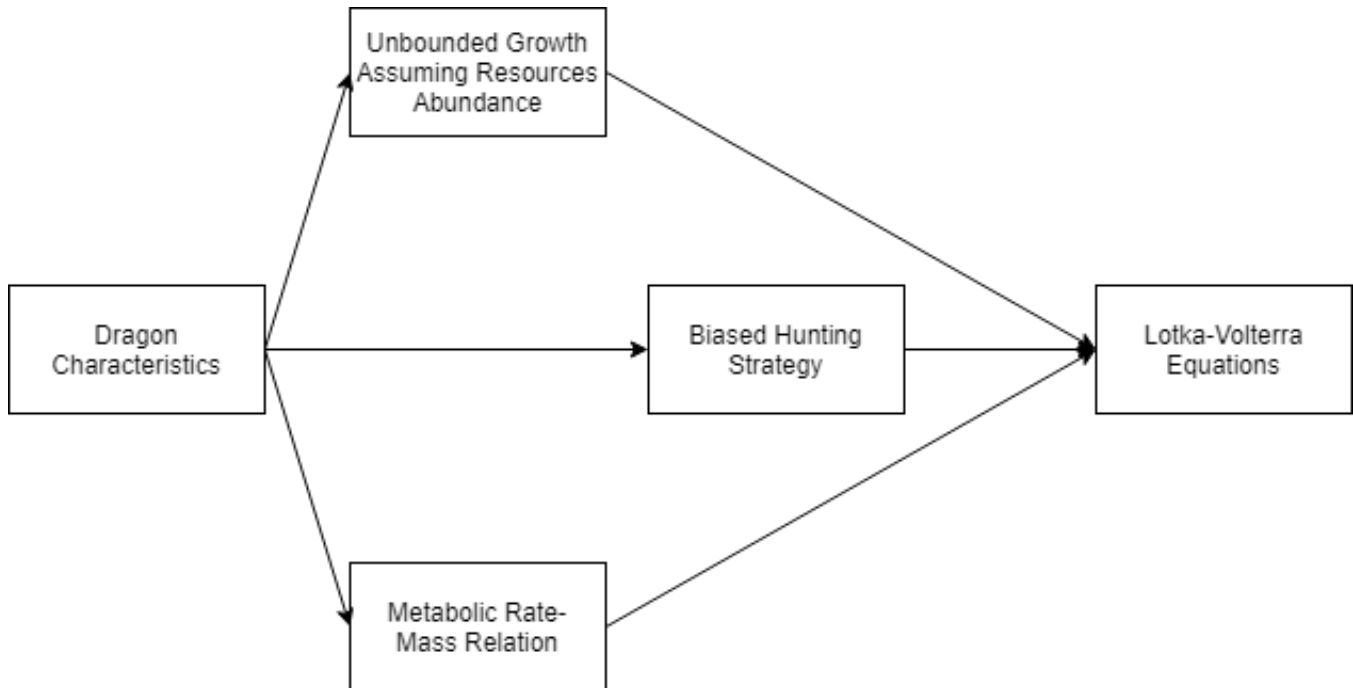 Unbounded Growth
Assuming Resources
Abundance
Dragon
Characteristics
Biased Hunting
Strategy
Lotka-Volterra
Equations
Metabolic Rate-
Mass Relation